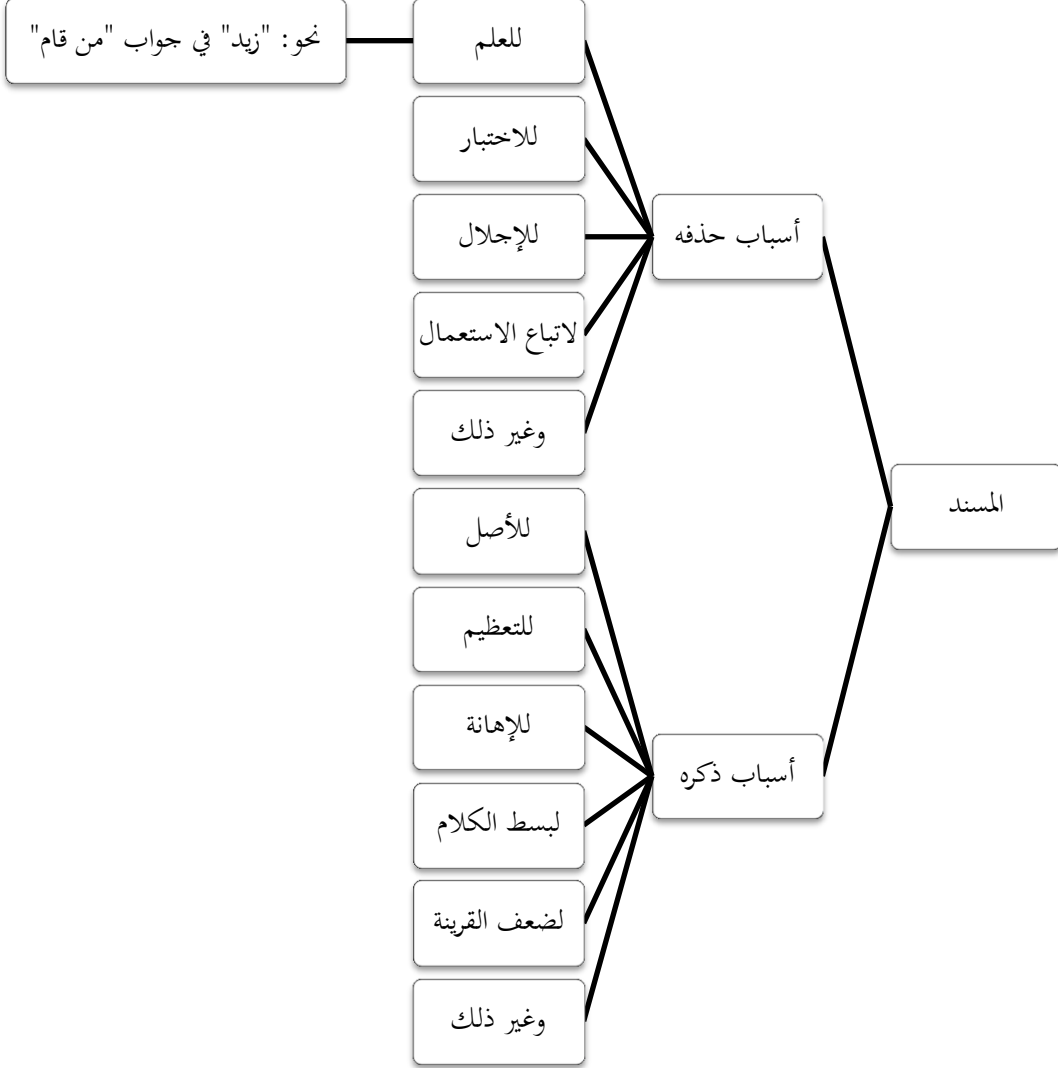 المسند
أسباب حذفه
للعلم
نحو: "زيد" في جواب "من قام"
للاختبار
للإجلال
لاتباع الاستعمال
وغير ذلك
أسباب ذكره
للأصل
للتعظيم
للإهانة
لبسط الكلام
لضعف القرينة
وغير ذلك